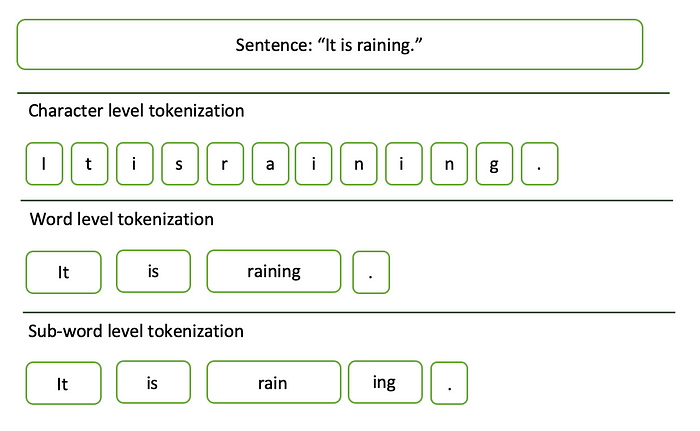 Sentence: “It is raining.”
Character level tokenization
I t i s r a i n i n g .
Word level tokenization
It is raining .
Sub-word level tokenization
It is rain ing .